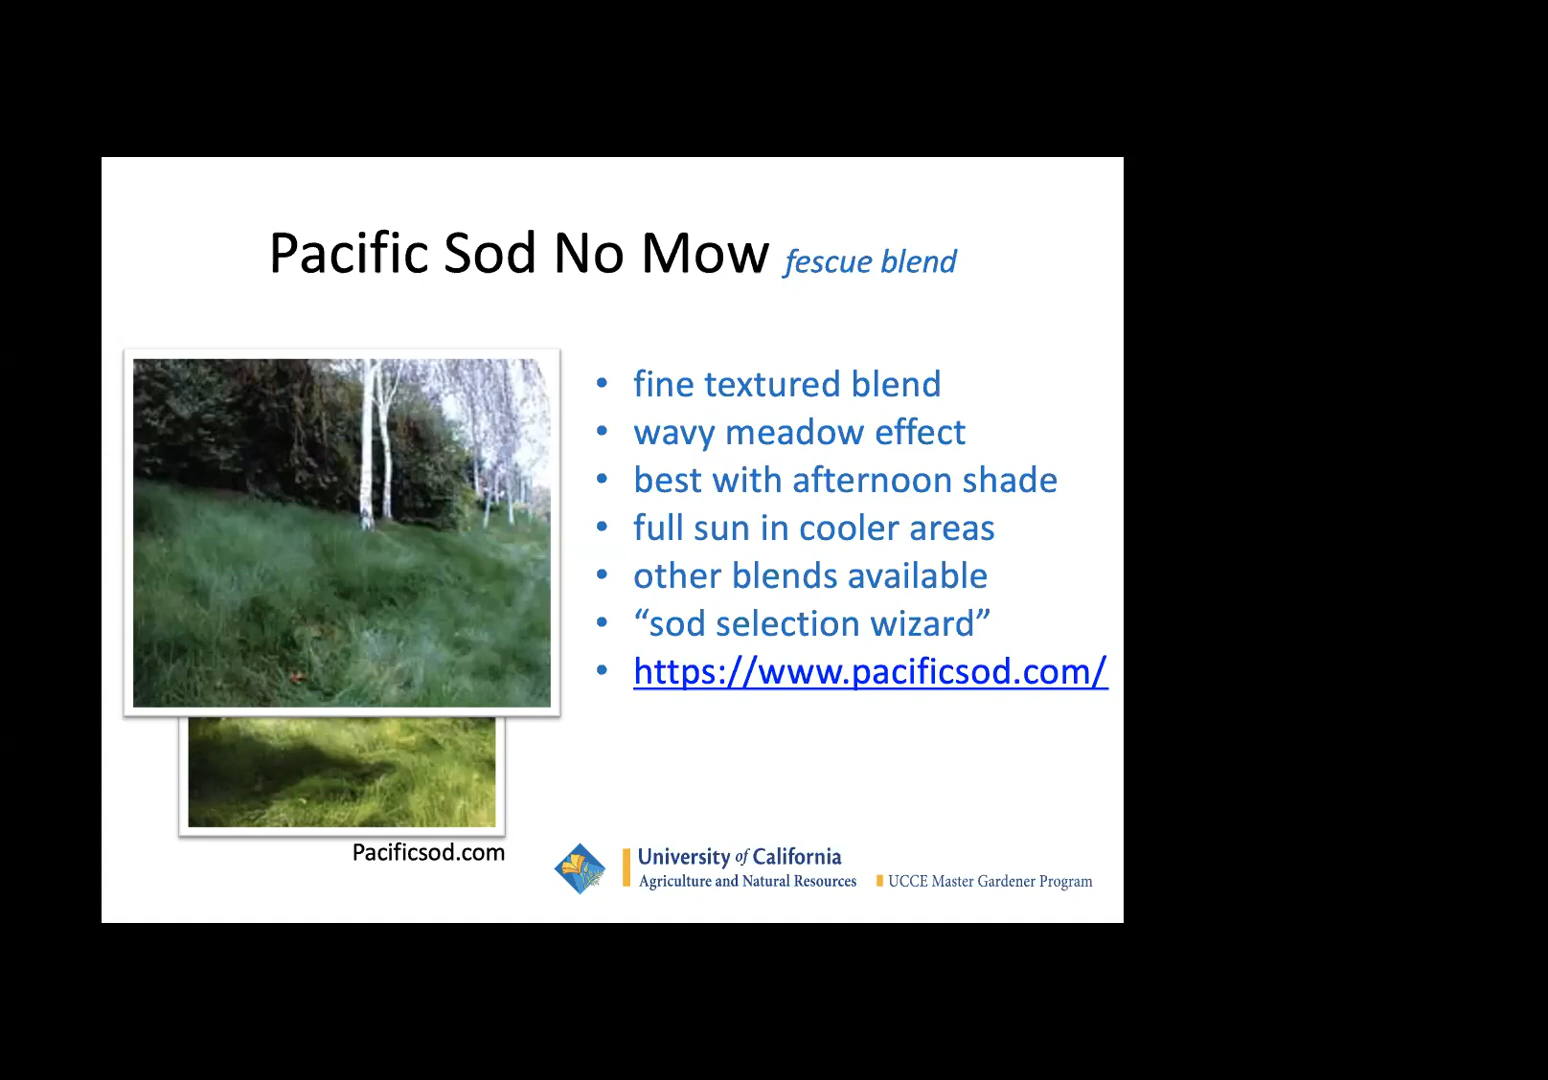 Pacific Sod No Mow fescue blend
• fine textured blend
• wavy meadow effect
• best with afternoon shade
• full sun in cooler areas
• other blends available
• “sod selection wizard”
• https://www.pacificsod.com/
Pacificsod.com
University of California
Agriculture and Natural Resources
UCCE Master Gardener Program